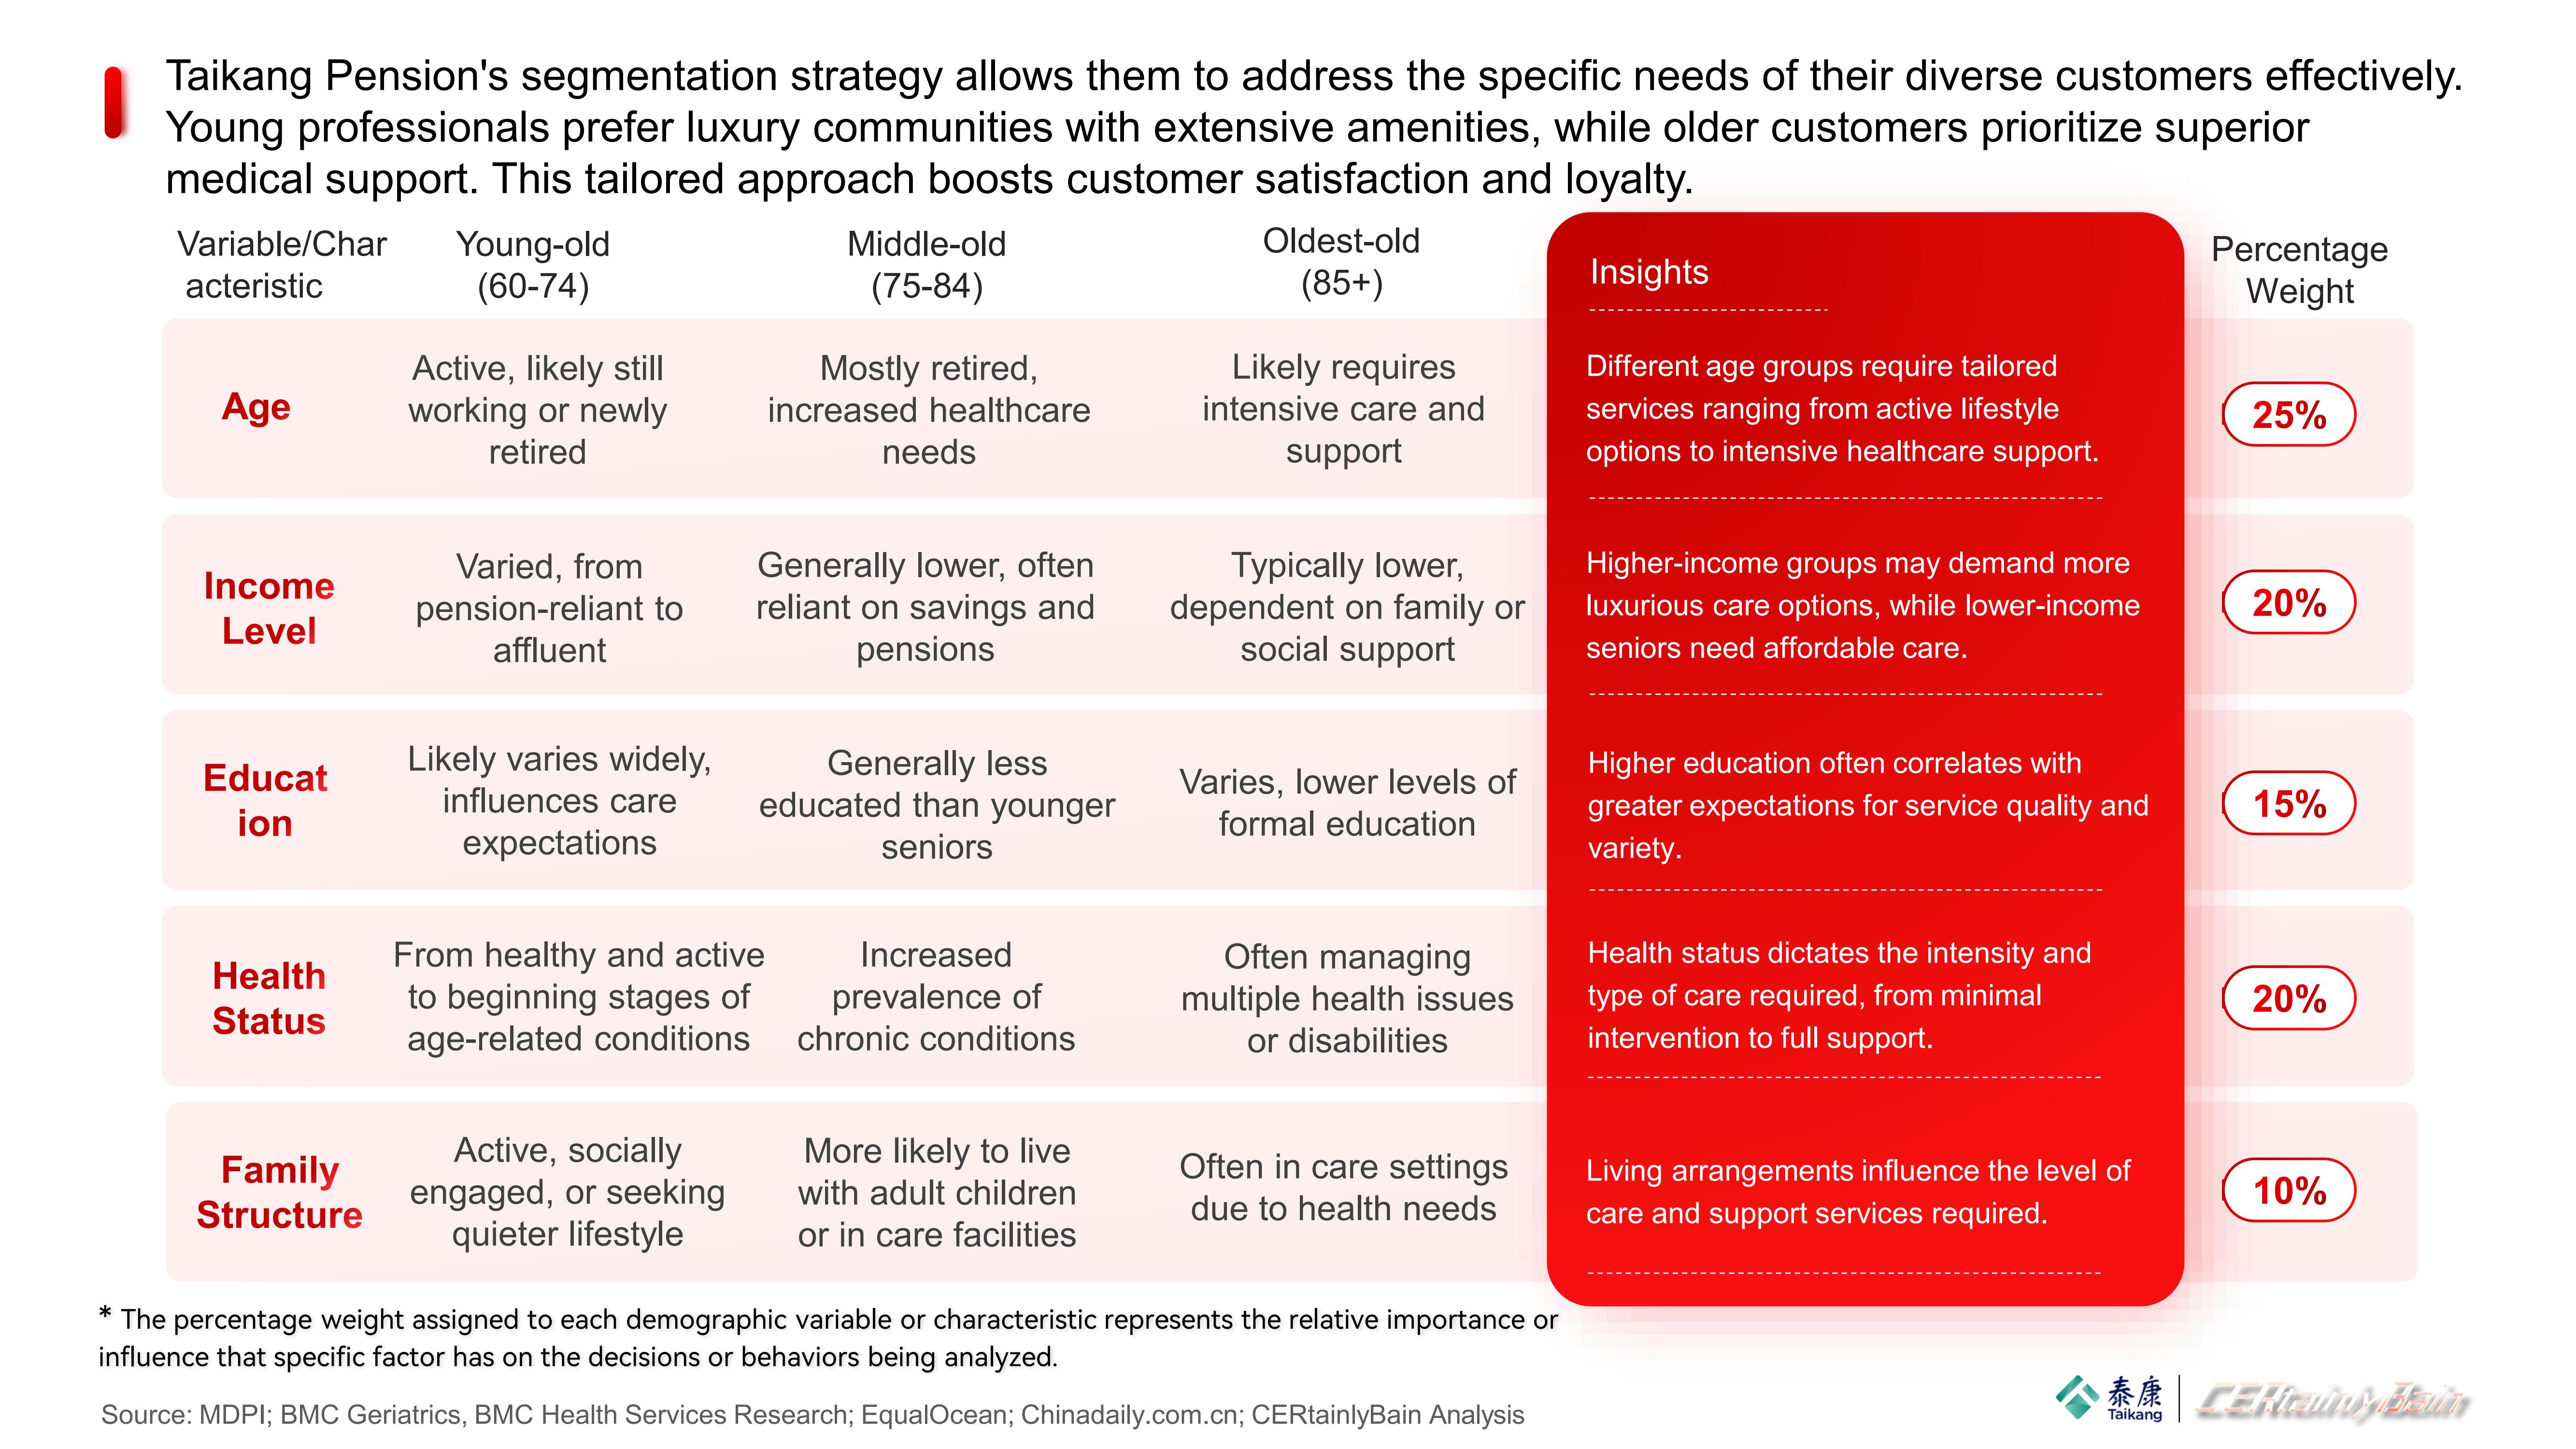 Taikang Pension's segmentation strategy allows them to address the specific needs of their diverse customers effectively.
Young professionals prefer luxury communities with extensive amenities, while older customers prioritize superior
medical support. This tailored approach boosts customer satisfaction and loyalty.
Variable/Char
acteristic
Young-old
(60-74)
Middle-old
(75-84)
Oldest-old
(85+)
Insights
Percentage
Weight
Age
Active, likely still
working or newly
retired
Mostly retired,
increased healthcare
needs
Likely requires
intensive care and
support
Different age groups require tailored
services ranging from active lifestyle
options to intensive healthcare support.
25%
Income
Level
Varied, from
pension-reliant to
affluent
Generally lower, often
reliant on savings and
pensions
Typically lower,
dependent on family or
social support
Higher-income groups may demand more
luxurious care options, while lower-income
seniors need affordable care.
20%
Educat
ion
Likely varies widely,
influences care
expectations
Generally less
educated than younger
seniors
Varies, lower levels of
formal education
Higher education often correlates with
greater expectations for service quality and
variety.
15%
Health
Status
From healthy and active
to beginning stages of
age-related conditions
Increased
prevalence of
chronic conditions
Often managing
multiple health issues
or disabilities
Health status dictates the intensity and
type of care required, from minimal
intervention to full support.
20%
Family
Structure
Active, socially
engaged, or seeking
quieter lifestyle
More likely to live
with adult children
or in care facilities
Often in care settings
due to health needs
Living arrangements influence the level of
care and support services required.
10%
* The percentage weight assigned to each demographic variable or characteristic represents the relative importance or
influence that specific factor has on the decisions or behaviors being analyzed.
Source: MDPI; BMC Geriatrics, BMC Health Services Research; EqualOcean; Chinadaily.com.cn; CERtainlyBain Analysis
泰康
Taikang
CERtainlyBain